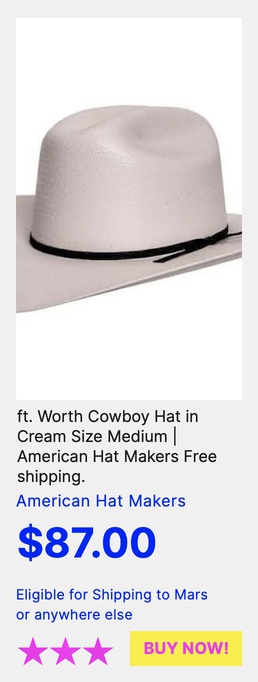 ft. Worth Cowboy Hat in
Cream Size Medium |
American Hat Makers Free
shipping.
American Hat Makers
$87.00
Eligible for Shipping to Mars
or anywhere else
BUY NOW!